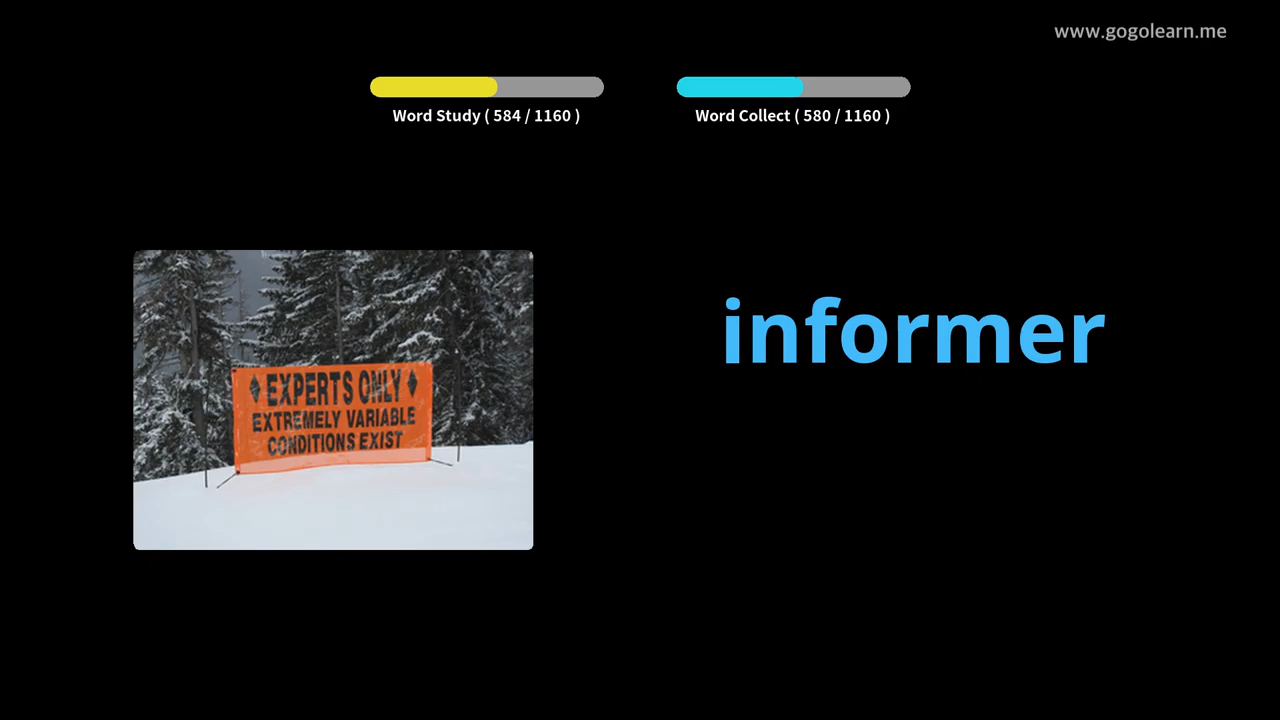 www.gogolearn.me
Word Study ( 584 / 1160 )
Word Collect ( 580 / 1160 )
EXPERTS ONLY
EXTREMELY VARIABLE
CONDITIONS EXIST
informer